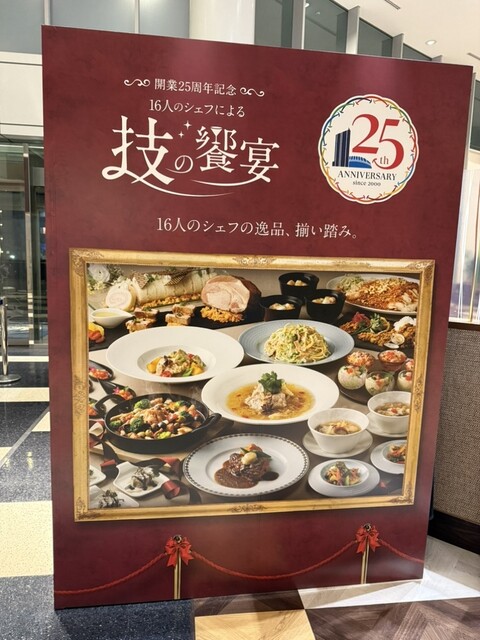 開業25周年記念
16人のシェフによる
技の饗宴
25th
ANNIVERSARY
since 2000
16人のシェフの逸品、揃い踏み。